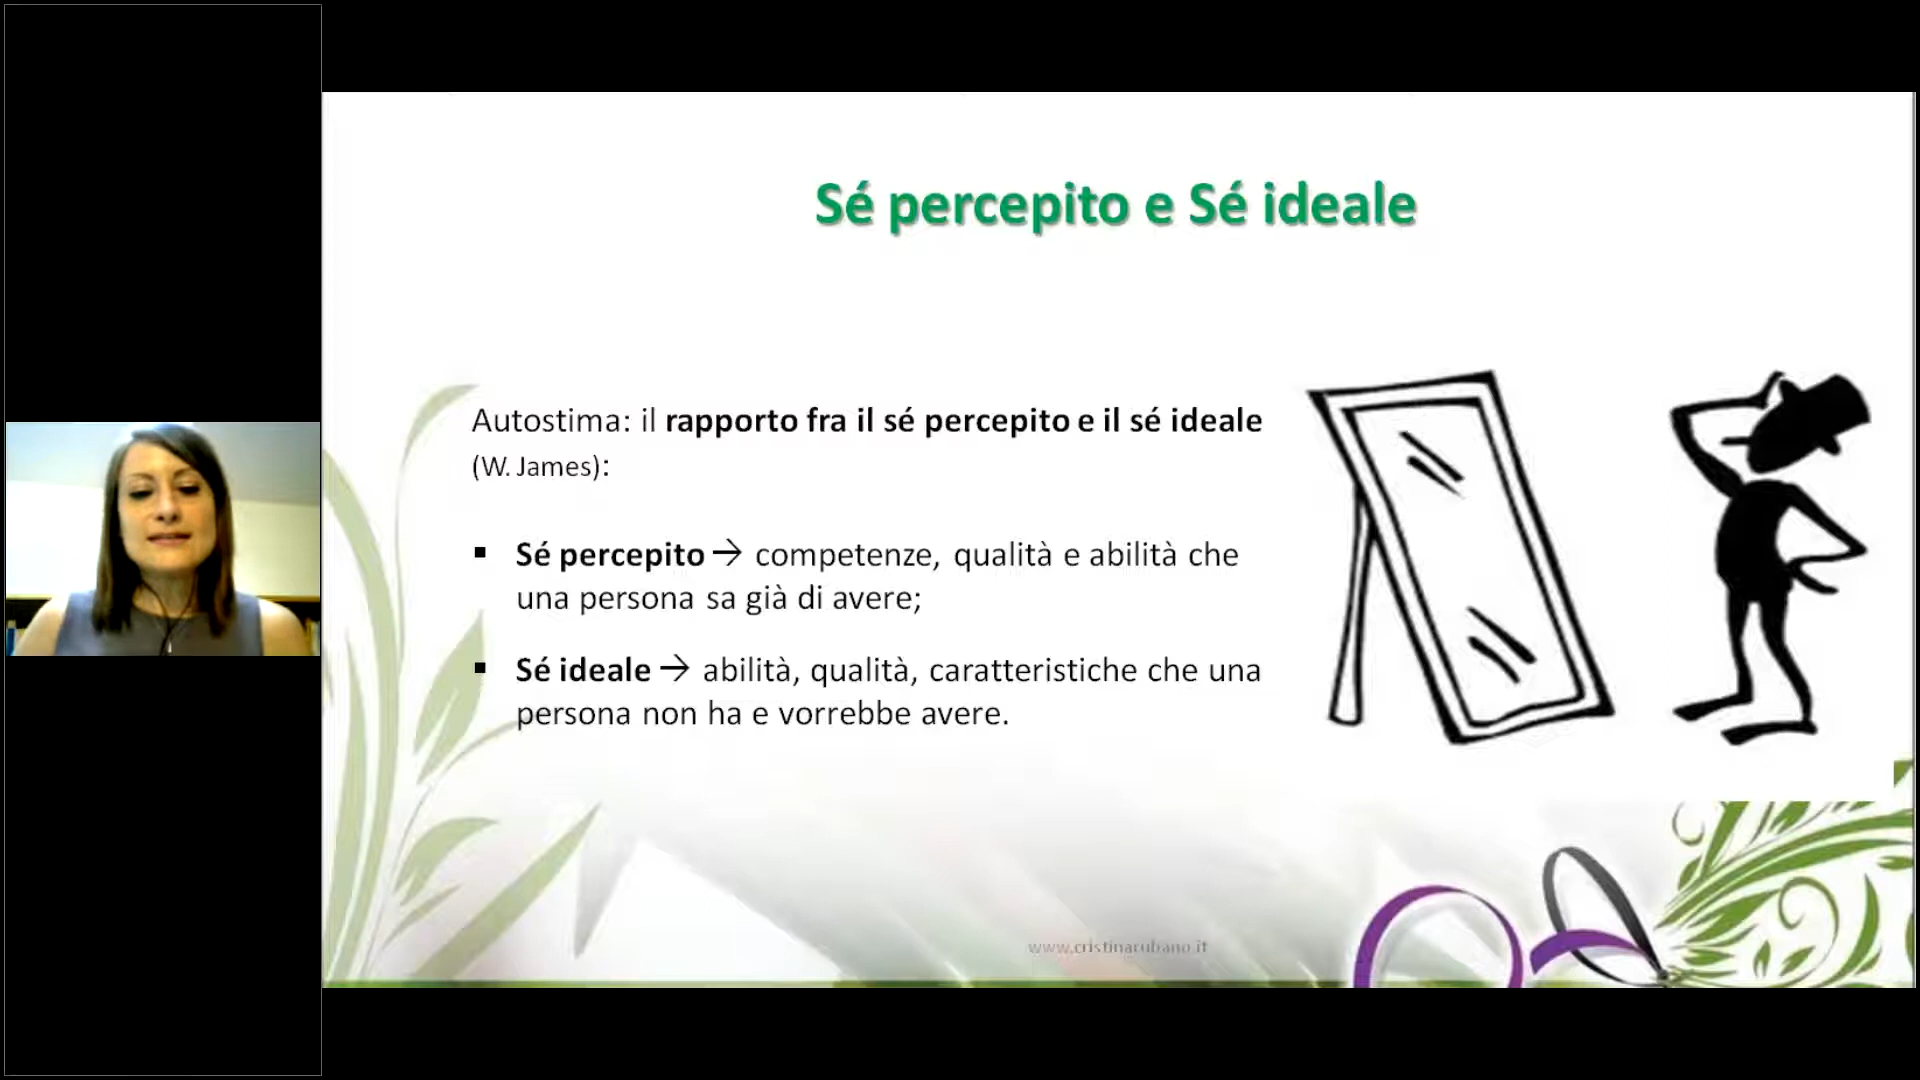 Sé percepito e Sé ideale
Autostima: il rapporto fra il sé percepito e il sé ideale
(W. James):
▪ Sé percepito → competenze, qualità e abilità che
una persona sa già di avere;
▪ Sé ideale → abilità, qualità, caratteristiche che una
persona non ha e vorrebbe avere.
www.cristinarubano.it